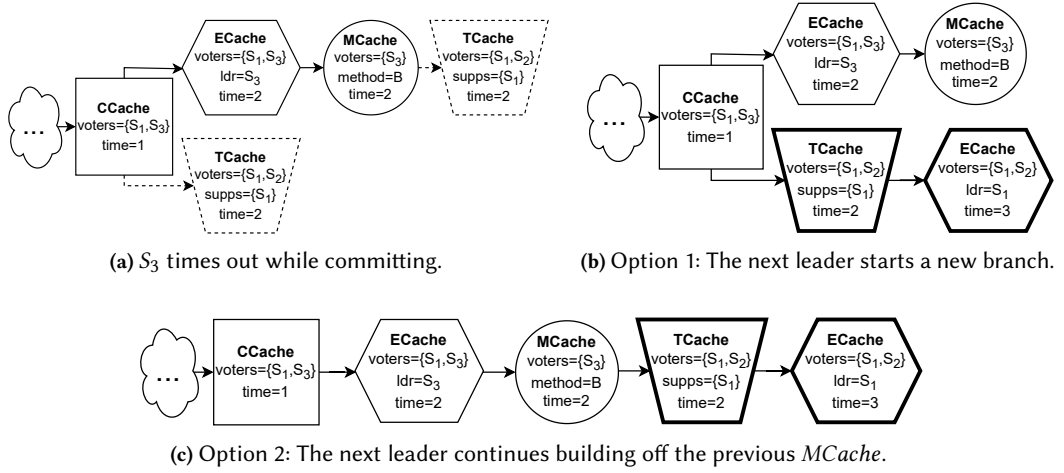 ...
CCache
voters={S₁,S₃}
time=1
ECache
voters={S₁,S₃}
ldr=S₃
time=2
MCache
voters={S₃}
method=B
time=2
TCache
voters={S₁,S₂}
supps={S₁}
time=2
TCache
voters={S₁,S₂}
supps={S₁}
time=2
(a) S₃ times out while committing.
...
CCache
voters={S₁,S₃}
time=1
ECache
voters={S₁,S₃}
ldr=S₃
time=2
MCache
voters={S₃}
method=B
time=2
TCache
voters={S₁,S₂}
supps={S₁}
time=2
ECache
voters={S₁,S₂}
ldr=S₁
time=3
(b) Option 1: The next leader starts a new branch.
...
CCache
voters={S₁,S₃}
time=1
ECache
voters={S₁,S₃}
ldr=S₃
time=2
MCache
voters={S₃}
method=B
time=2
TCache
voters={S₁,S₂}
supps={S₁}
time=2
ECache
voters={S₁,S₂}
ldr=S₁
time=3
(c) Option 2: The next leader continues building off the previous MCache.